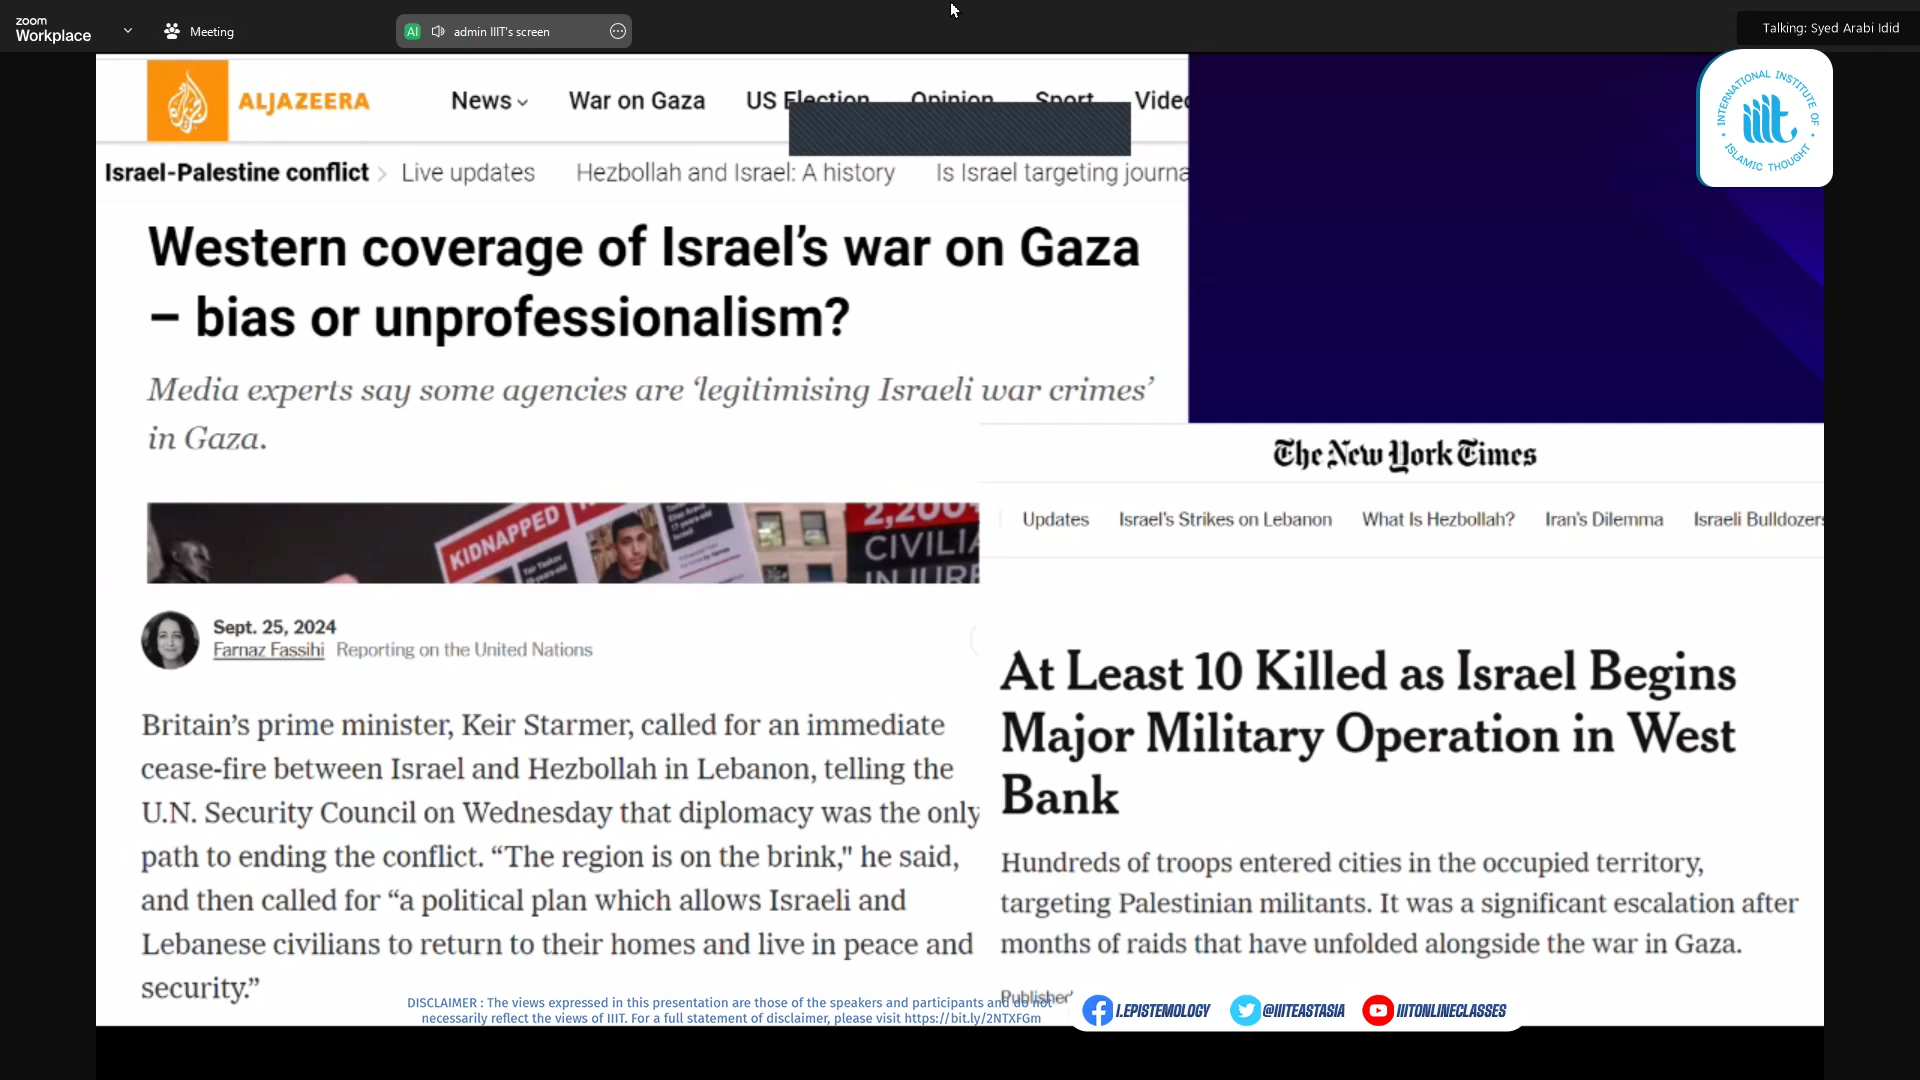 zoom
Workplace
Meeting
AI
admin IIIT's screen
Talking: Syed Arabi Idid
INTERNATIONAL INSTITUTE OF
iiit
ISLAMIC THOUGHT
ALJAZEERA
News
War on Gaza
US Election
Opinion
Sport
Israel-Palestine conflict
Live updates
Hezbollah and Israel: A history
Is Israel targeting journa
Western coverage of Israel’s war on Gaza
– bias or unprofessionalism?
Media experts say some agencies are ‘legitimising Israeli war crimes’
in Gaza.
KIDNAPPED
2,200
CIVILIA
INJURE
Sept. 25, 2024
Farnaz Fassihi Reporting on the United Nations
Britain’s prime minister, Keir Starmer, called for an immediate
cease-fire between Israel and Hezbollah in Lebanon, telling the
U.N. Security Council on Wednesday that diplomacy was the only
path to ending the conflict. “The region is on the brink," he said,
and then called for “a political plan which allows Israeli and
Lebanese civilians to return to their homes and live in peace and
security.”
The New York Times
Updates
Israel’s Strikes on Lebanon
What Is Hezbollah?
Iran’s Dilemma
Israeli Bulldozers
At Least 10 Killed as Israel Begins
Major Military Operation in West
Bank
Hundreds of troops entered cities in the occupied territory,
targeting Palestinian militants. It was a significant escalation after
months of raids that have unfolded alongside the war in Gaza.
DISCLAIMER : The views expressed in this presentation are those of the speakers and participants and do not
necessarily reflect the views of IIIT. For a full statement of disclaimer, please visit https://bit.ly/2NTXFGm
I.EPISTEMOLOGY
@IIITEASTASIA
IIITONLINECLASSES